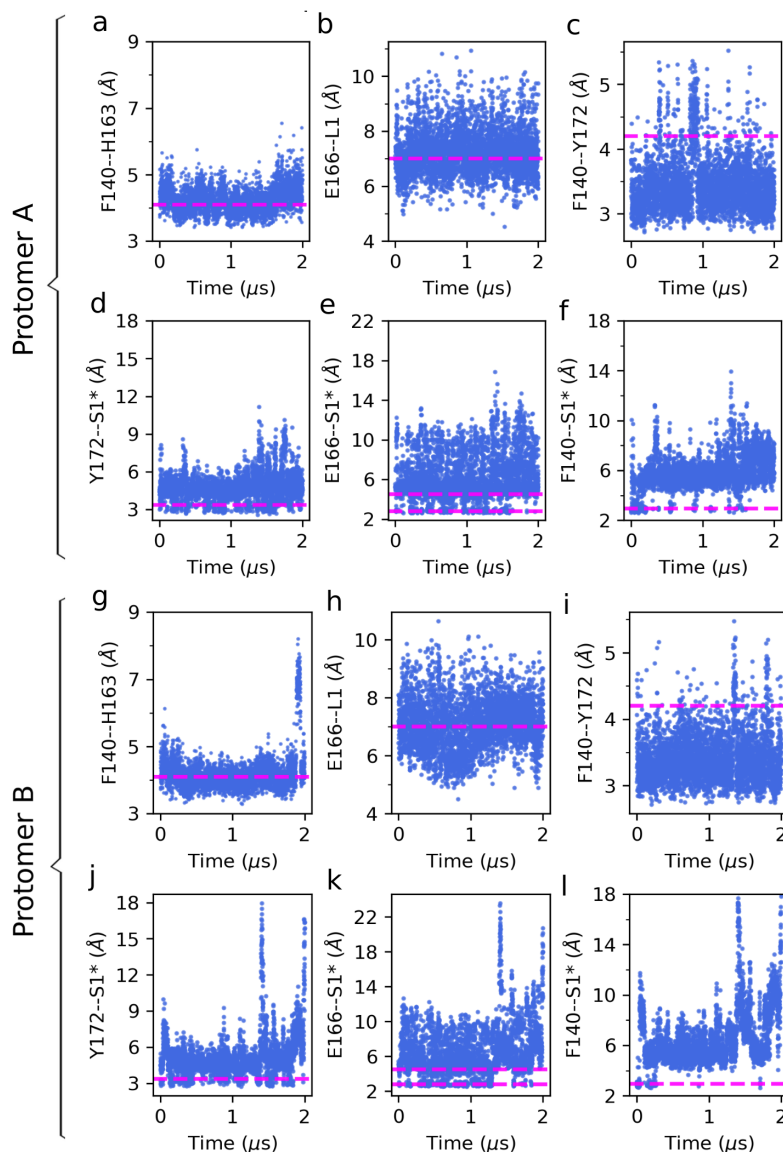 Protomer A
a
F140--H163 (Å)
9
7
5
3
0
1
2
Time (μs)
b
E166--L1 (Å)
10
8
6
4
0
1
2
Time (μs)
c
F140--Y172 (Å)
5
4
3
0
1
2
Time (μs)
d
Y172--S1* (Å)
18
15
12
9
6
3
0
1
2
Time (μs)
e
E166--S1* (Å)
22
18
14
10
6
2
0
1
2
Time (μs)
f
F140--S1* (Å)
18
14
10
6
2
0
1
2
Time (μs)
Protomer B
g
F140--H163 (Å)
9
7
5
3
0
1
2
Time (μs)
h
E166--L1 (Å)
10
8
6
4
0
1
2
Time (μs)
i
F140--Y172 (Å)
5
4
3
0
1
2
Time (μs)
j
Y172--S1* (Å)
18
15
12
9
6
3
0
1
2
Time (μs)
k
E166--S1* (Å)
22
18
14
10
6
2
0
1
2
Time (μs)
l
F140--S1* (Å)
18
14
10
6
2
0
1
2
Time (μs)